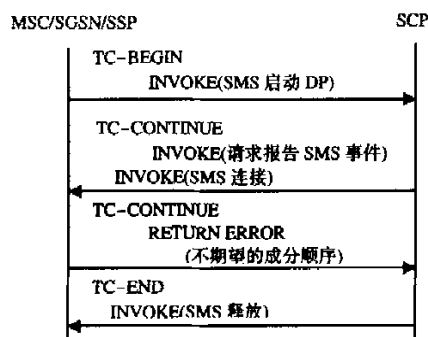 MSC/SGSN/SSP SCP
TC-BEGIN
INVOKE(SMS 启动 DP)
TC-CONTINUE
INVOKE(请求报告 SMS 事件)
INVOKE(SMS 连接)
TC-CONTINUE
RETURN ERROR
(不期望的成分顺序)
TC-END
INVOKE(SMS 释放)